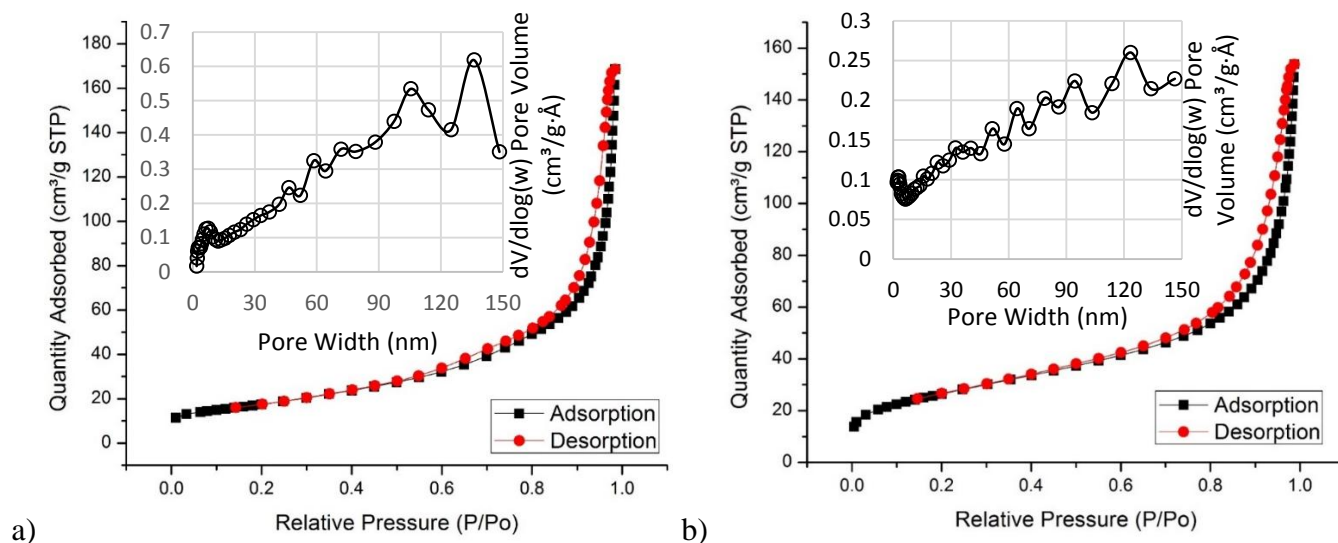 180
160
140
120
100
80
60
40
20
0
Quantity Adsorbed (cm³/g STP)
0.0 0.2 0.4 0.6 0.8 1.0
Relative Pressure (P/Po)
0.7
0.6
0.5
0.4
0.3
0.2
0.1
0
0 30 60 90 120 150
Pore Width (nm)
dV/dlog(w) Pore Volume
(cm³/g·Å)
Adsorption
Desorption
a)
160
140
120
100
80
60
40
20
0
Quantity Adsorbed (cm³/g STP)
0.0 0.2 0.4 0.6 0.8 1.0
Relative Pressure (P/Po)
0.3
0.25
0.2
0.15
0.1
0.05
0
0 30 60 90 120 150
Pore Width (nm)
dV/dlog(w) Pore
Volume (cm³/g·Å)
Adsorption
Desorption
b)